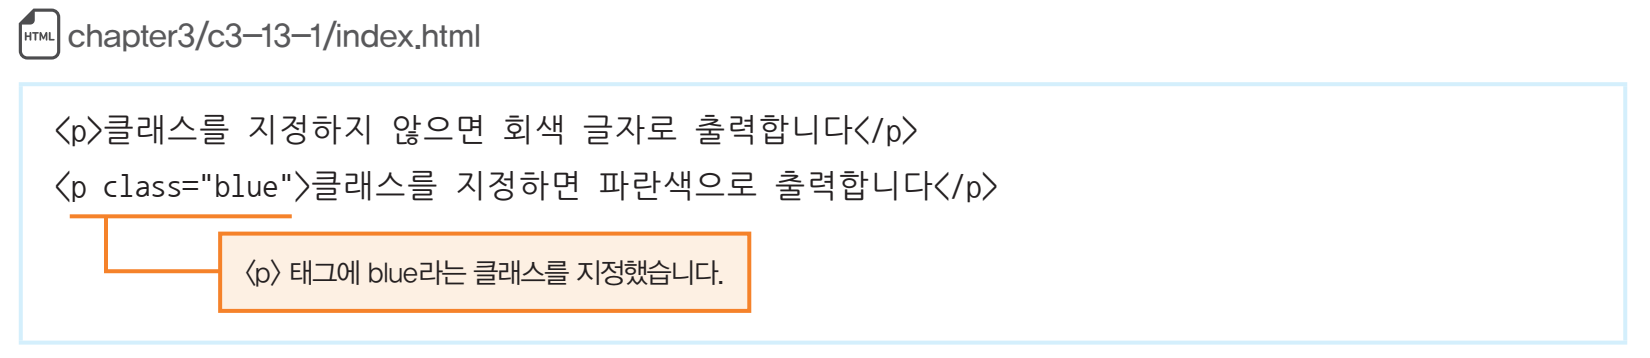 HTML chapter3/c3-13-1/index.html
<p>클래스를 지정하지 않으면 회색 글자로 출력합니다</p>
<p class="blue">클래스를 지정하면 파란색으로 출력합니다</p>
<p> 태그에 blue라는 클래스를 지정했습니다.